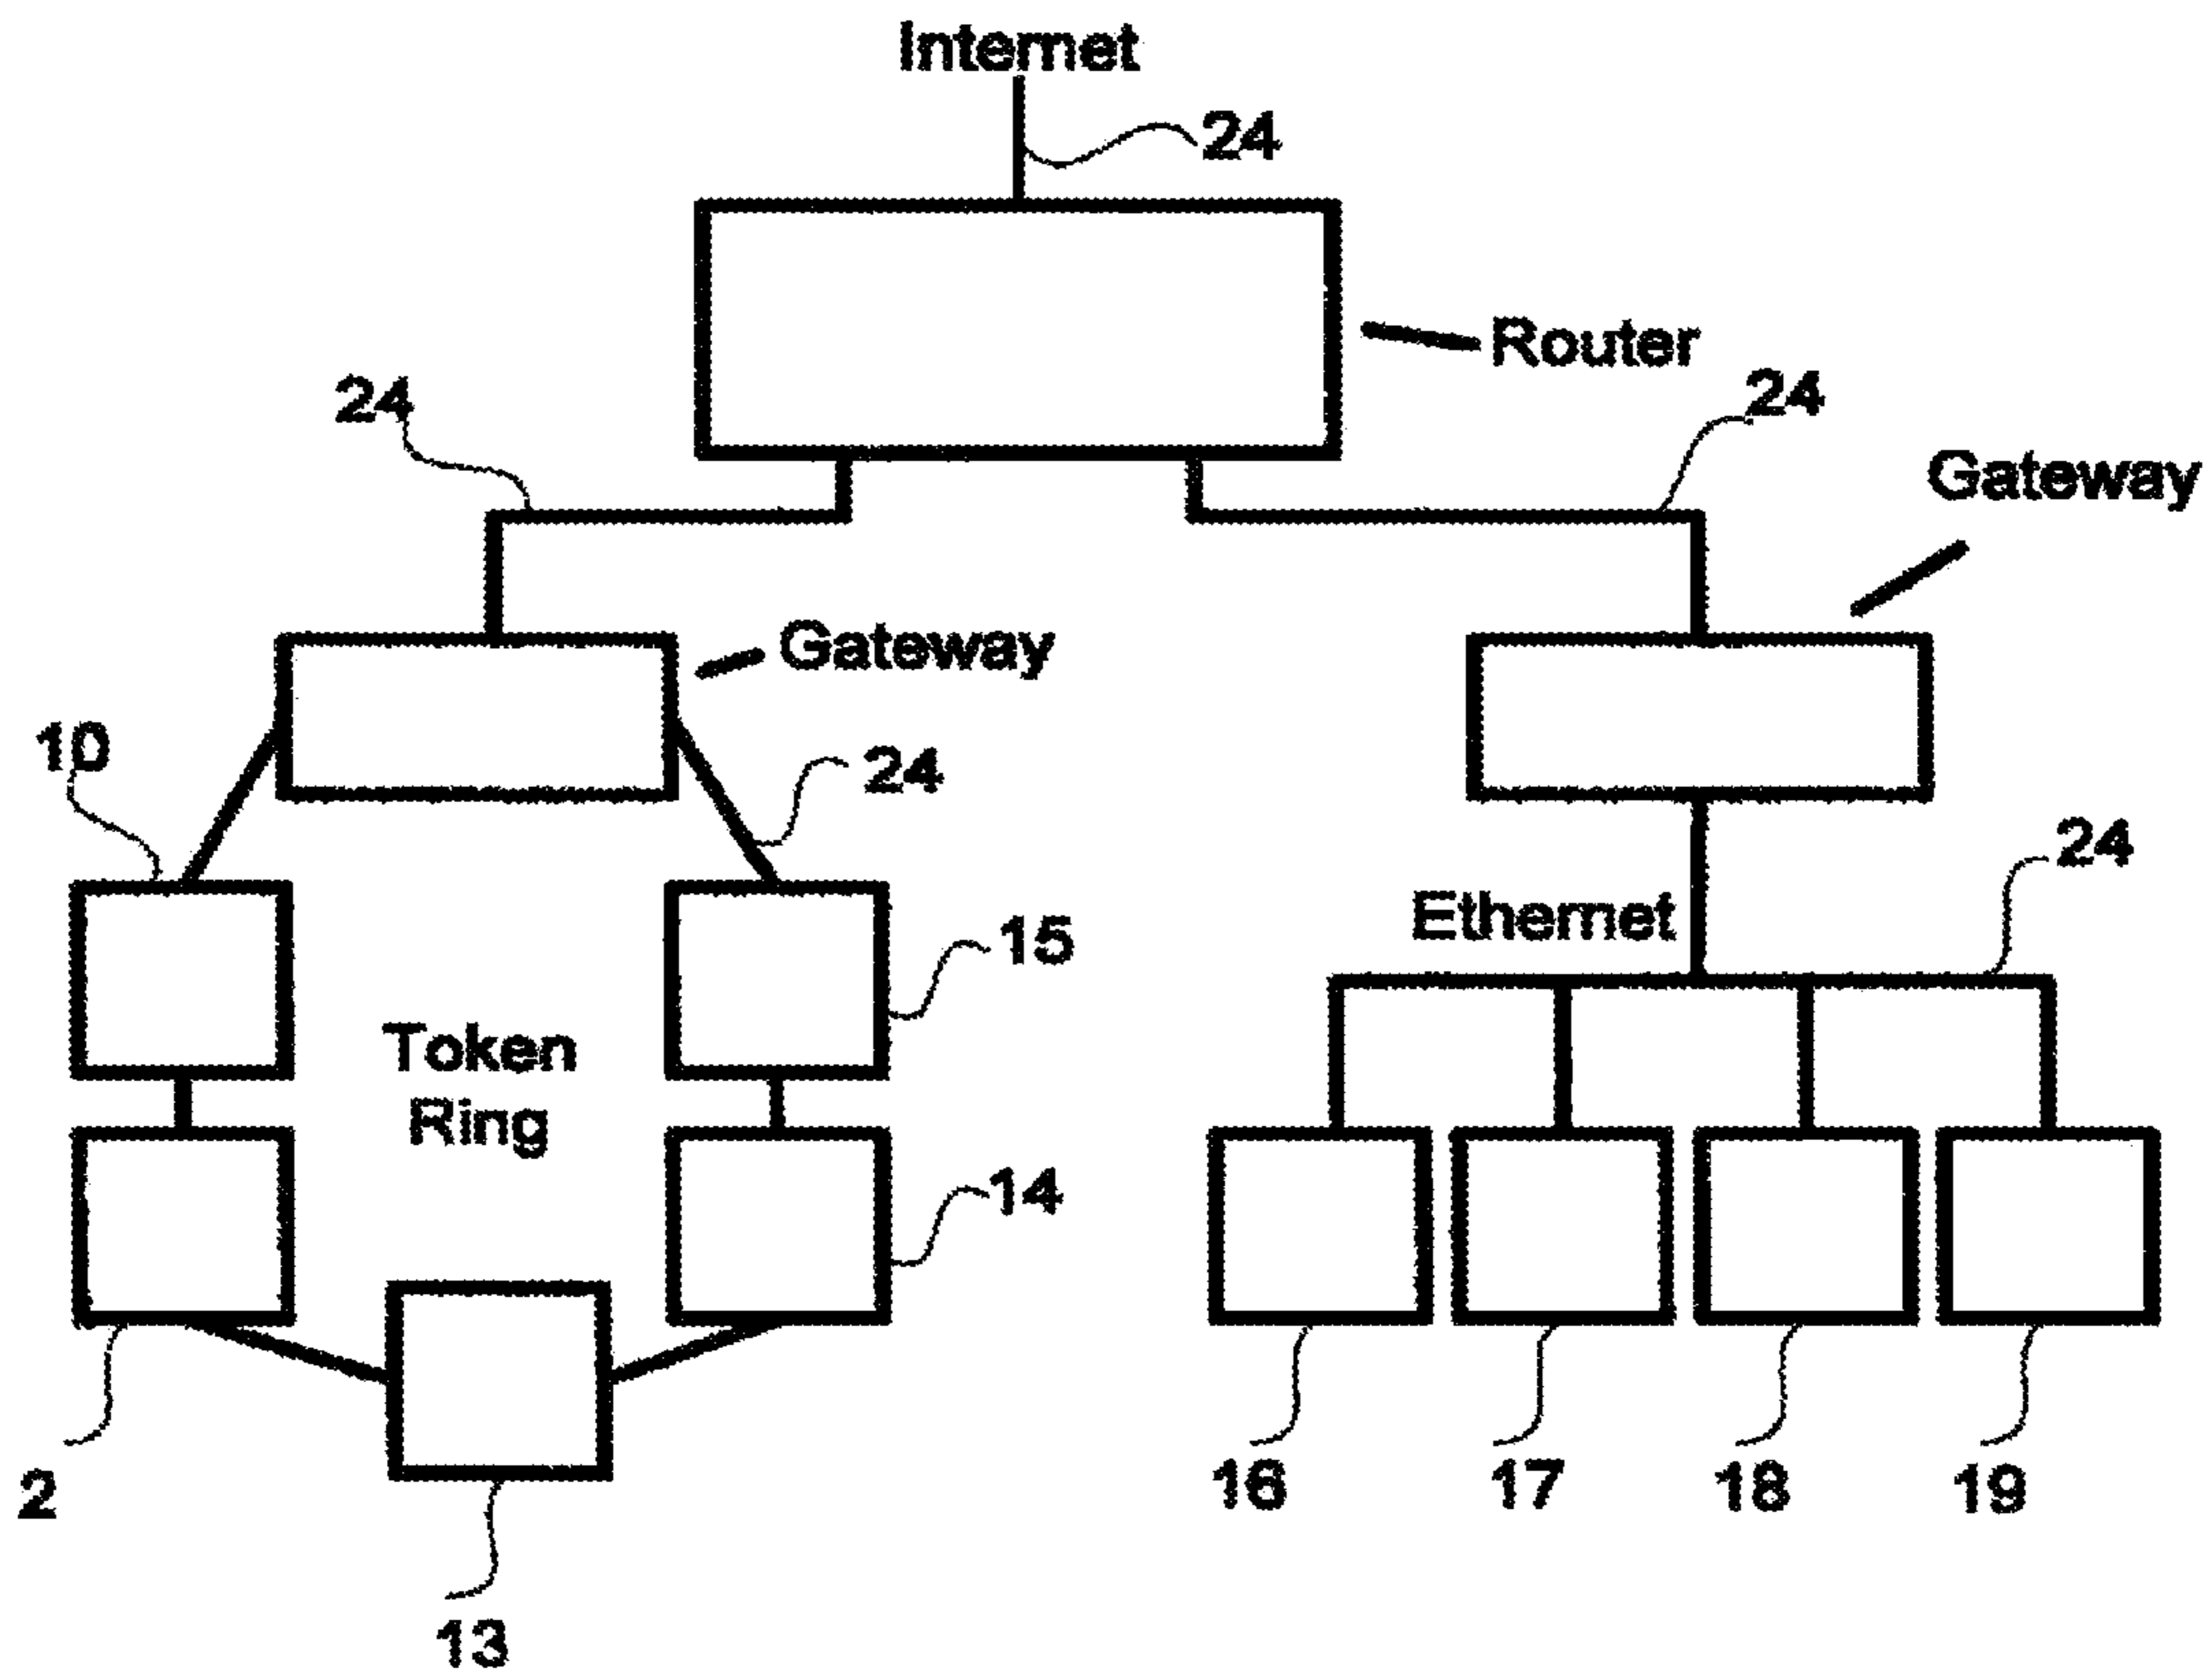 Internet
24
Router
24
24
Gateway
Gateway
10
24
24
Ethernet
15
Token
Ring
14
2
16
17
18
19
13